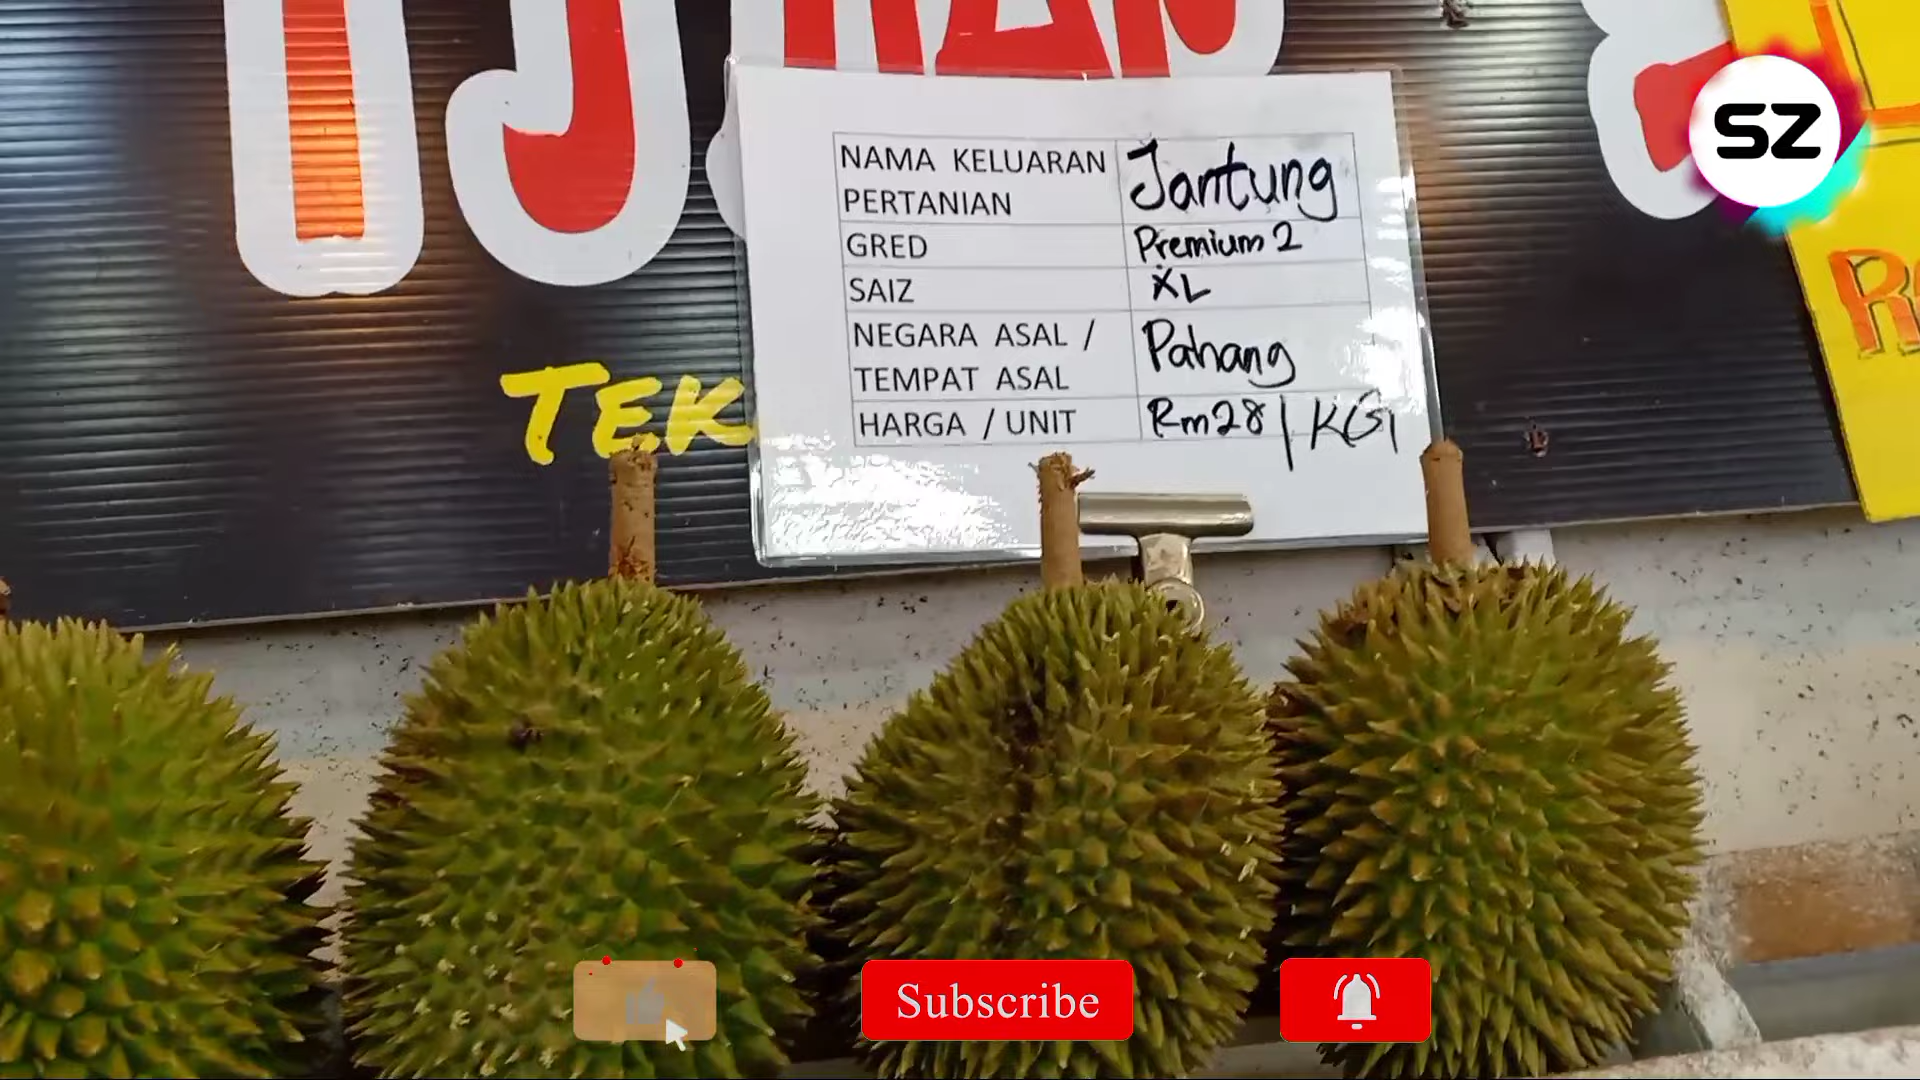 SZ
NAMA KELUARAN
PERTANIAN
Jantung
GRED
Premium 2
SAIZ
XL
NEGARA ASAL /
TEMPAT ASAL
Pahang
HARGA / UNIT
Rm28/KG
TEK
Subscribe